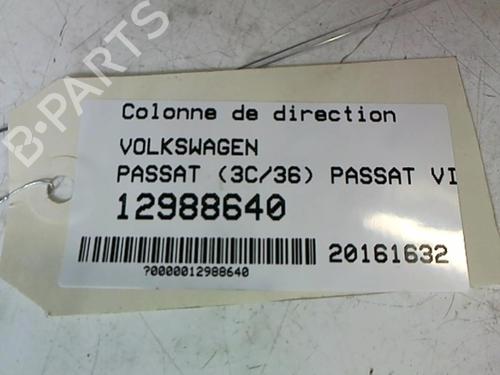 B-PARTS
Colonne de direction
VOLKSWAGEN
PASSAT (3C/36) PASSAT VI
12988640
20161632
?0000012988640